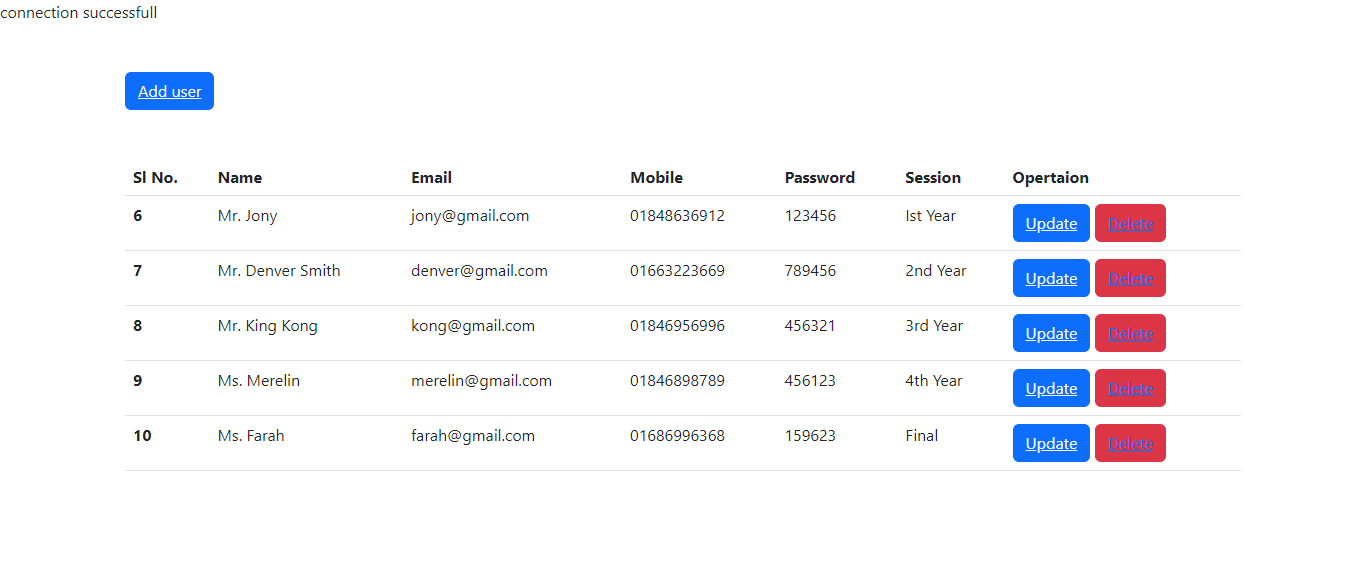 connection successfull
Add user
Sl No. Name Email Mobile Password Session Opertaion
6 Mr. Jony jony@gmail.com 01848636912 123456 Ist Year Update Delete
7 Mr. Denver Smith denver@gmail.com 01663223669 789456 2nd Year Update Delete
8 Mr. King Kong kong@gmail.com 01846956996 456321 3rd Year Update Delete
9 Ms. Merelin merelin@gmail.com 01846898789 456123 4th Year Update Delete
10 Ms. Farah farah@gmail.com 01686996368 159623 Final Update Delete